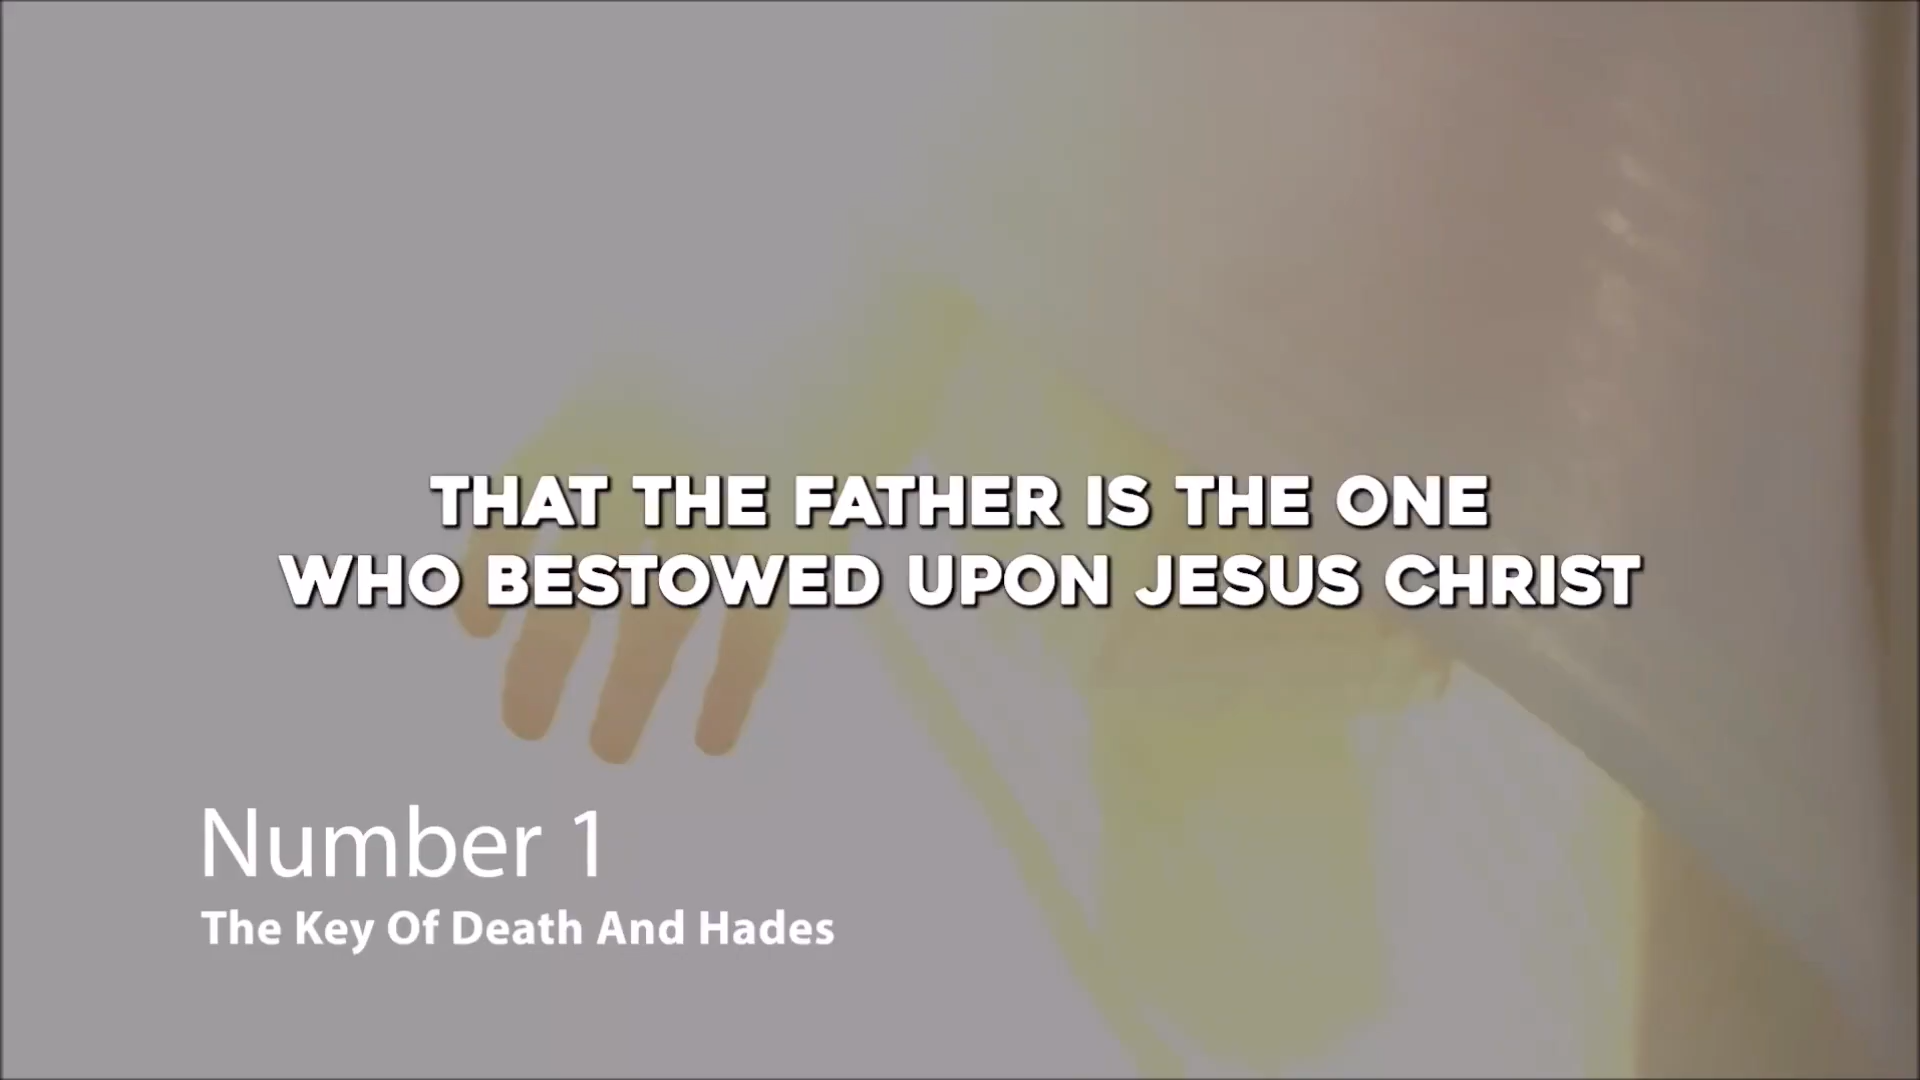 THAT THE FATHER IS THE ONE
WHO BESTOWED UPON JESUS CHRIST
Number 1
The Key Of Death And Hades